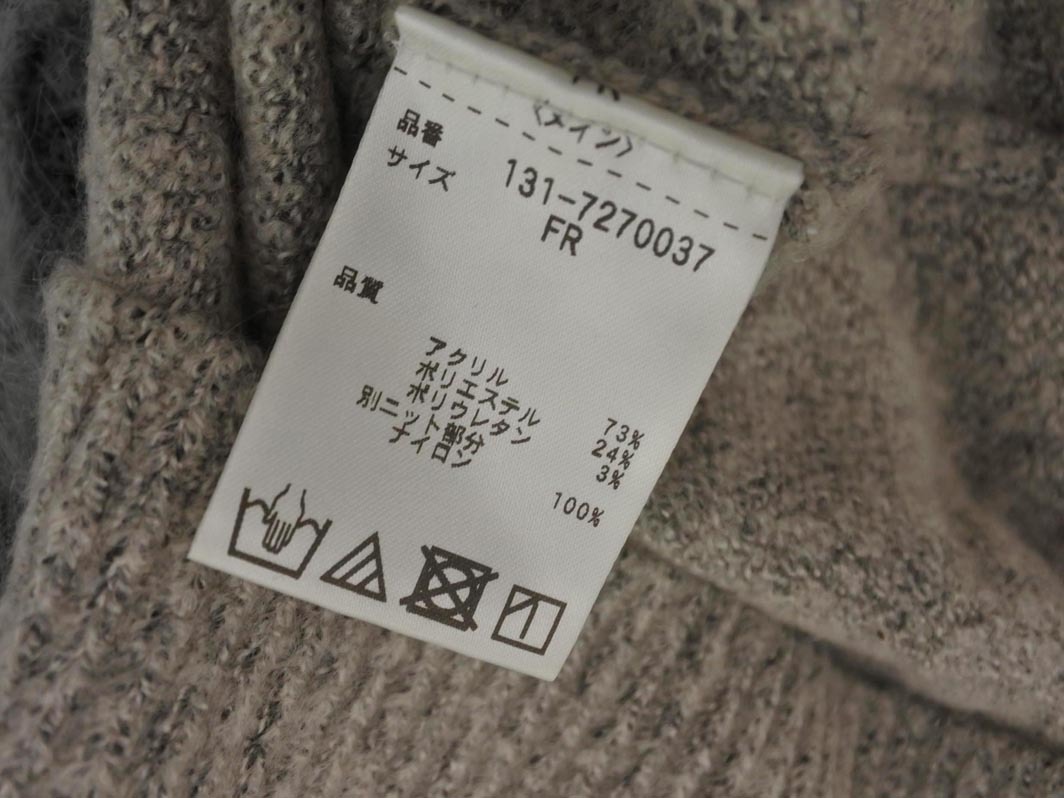 〈メイン〉
品番 131-7270037
サイズ FR
品質
アクリル 73%
ポリエステル 24%
ポリウレタン 3%
別ニット部分
ナイロン 100%